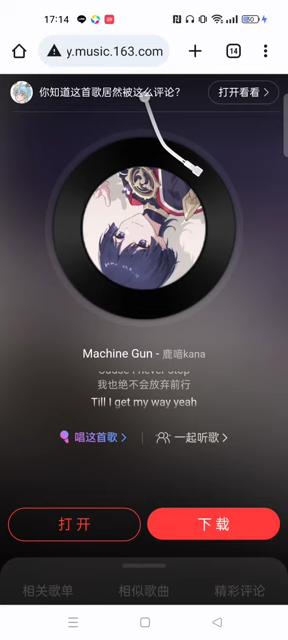 17:14
y.music.163.com
14
你知道这首歌居然被这么评论?
打开看看
Machine Gun - 鹿喑kana
Cause I never stop
我也绝不会放弃前行
Till I get my way yeah
唱这首歌
一起听歌
打开
下载
相关歌单
相似歌曲
精彩评论